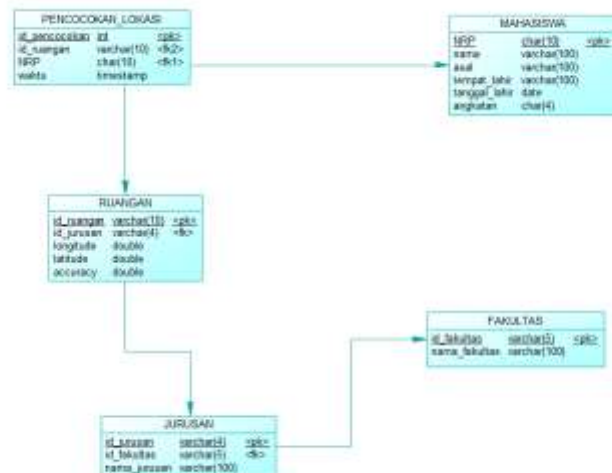 PENCOCOKAN_LOKASI
id_pencocokan int <pk>
id_ruangan varchar(10) <fk2>
NRP char(10) <fk1>
waktu timestamp
MAHASISWA
NRP char(10) <pk>
nama varchar(100)
asal varchar(100)
tempat_lahir varchar(100)
tanggal_lahir date
angkatan char(4)
RUANGAN
id_ruangan varchar(10) <pk>
id_jurusan varchar(4) <fk>
longitude double
latitude double
accuracy double
FAKULTAS
id_fakultas varchar(5) <pk>
nama_fakultas varchar(100)
JURUSAN
id_jurusan varchar(4) <pk>
id_fakultas varchar(5) <fk>
nama_jurusan varchar(100)